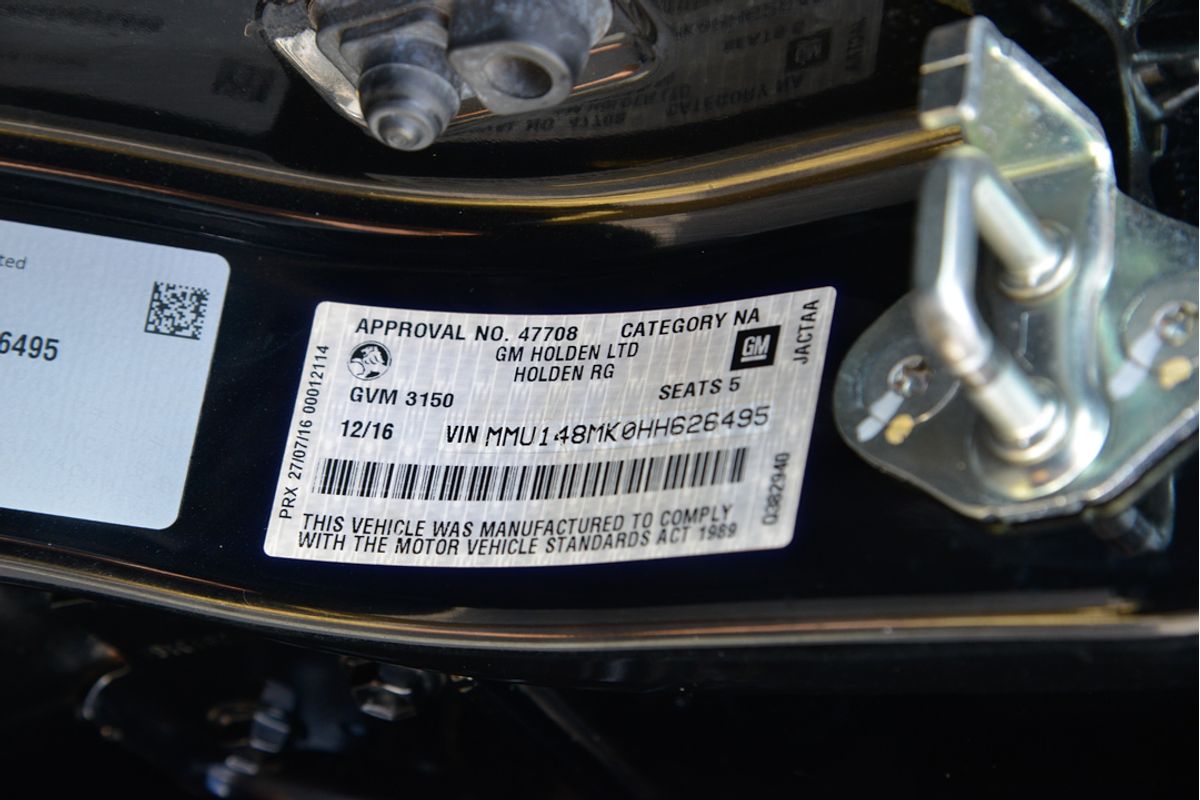 ted
6495
APPROVAL NO. 47708 CATEGORY NA
GM HOLDEN LTD
HOLDEN RG
GM
JACTAA
GVM 3150
SEATS 5
12/16
VIN MMU148MK0HH626495
PRX 27/07/16 00012114
0382940
THIS VEHICLE WAS MANUFACTURED TO COMPLY
WITH THE MOTOR VEHICLE STANDARDS ACT 1989